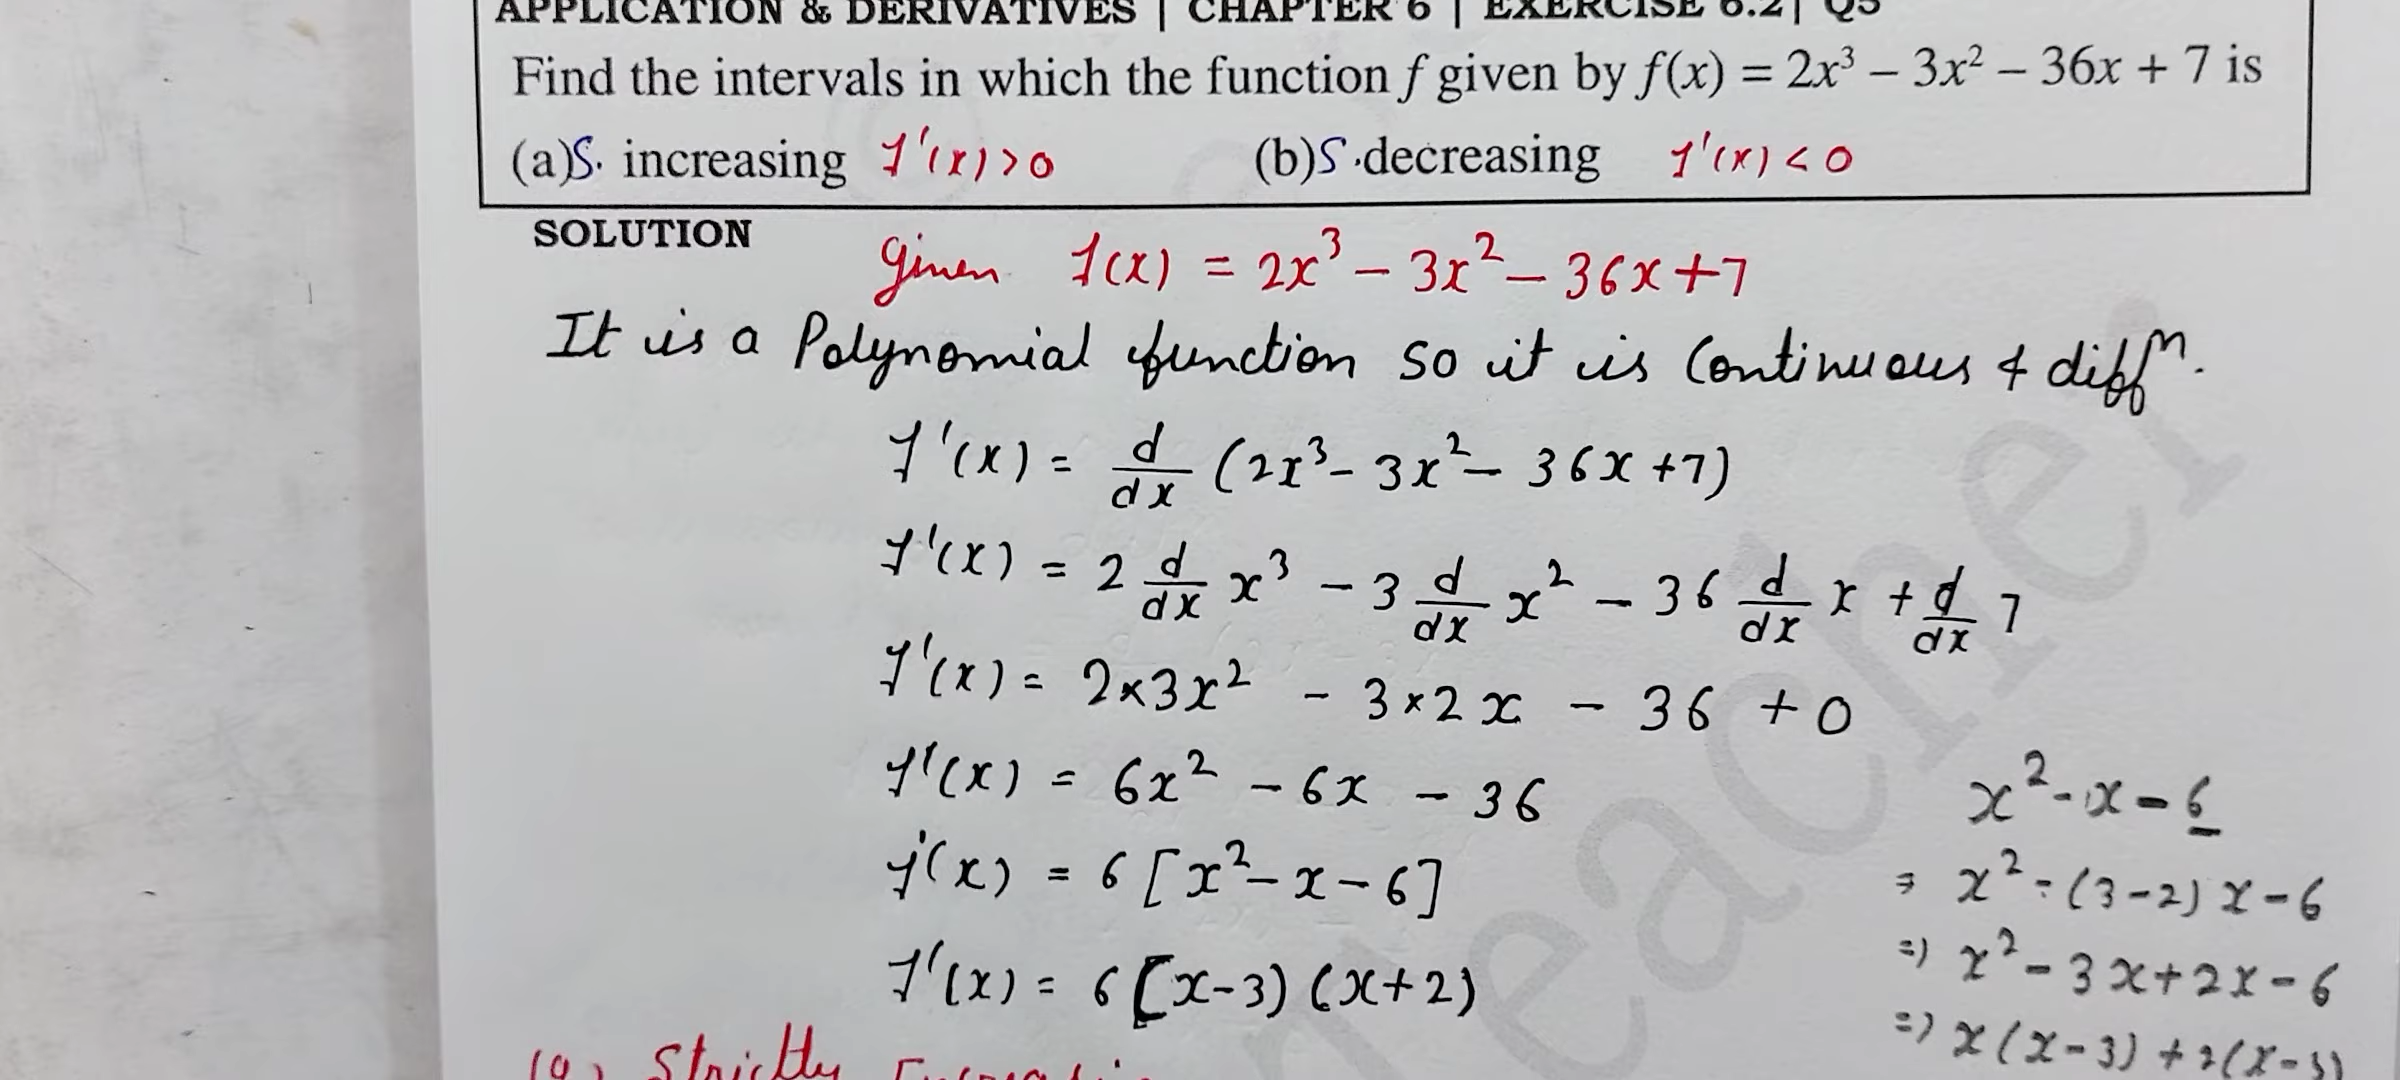 APPLICATION & DERIVATIVES | CHAPTER 6 | EXERCISE 6.2| Q5
Find the intervals in which the function f given by f(x) = 2x³ – 3x² – 36x + 7 is
(a)S. increasing f'(x)>0 (b)S.decreasing f'(x)<0
SOLUTION
Given f(x) = 2x³ – 3x² – 36x+7
It is a Polynomial function so it is Continuous & diffⁿ.
f'(x) = d/dx (2x³– 3x²– 36x +7)
f'(x) = 2 d/dx x³ – 3 d/dx x² – 36 d/dx x + d/dx 7
f'(x) = 2×3x² – 3×2x – 36 +0
f'(x) = 6x² – 6x – 36
f'(x) = 6[x²– x – 6]
f'(x) = 6[x–3) (x+2)
x²-x-6
⇒ x²-(3-2)x-6
⇒ x²-3x+2x-6
⇒ x(x-3)+2(x-3)
(a) Strictly